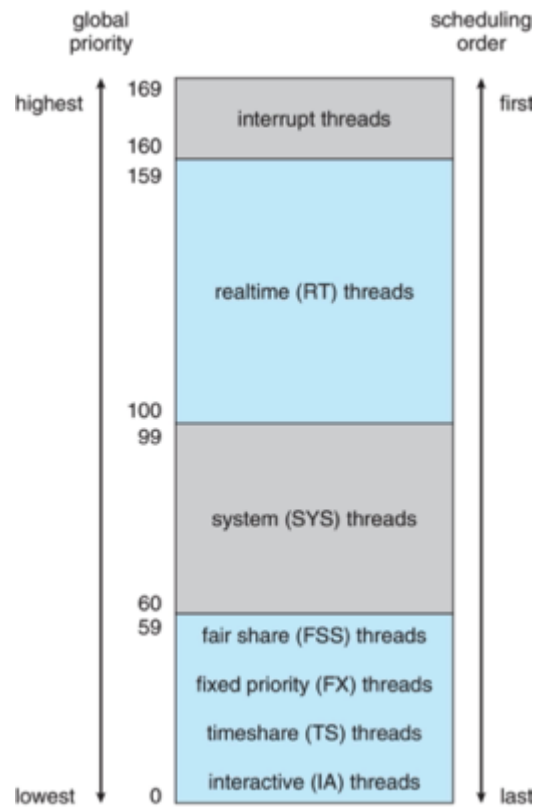 global
priority
scheduling
order
highest
169
interrupt threads
first
160
159
realtime (RT) threads
100
99
system (SYS) threads
60
59
fair share (FSS) threads
fixed priority (FX) threads
timeshare (TS) threads
lowest
0
interactive (IA) threads
last